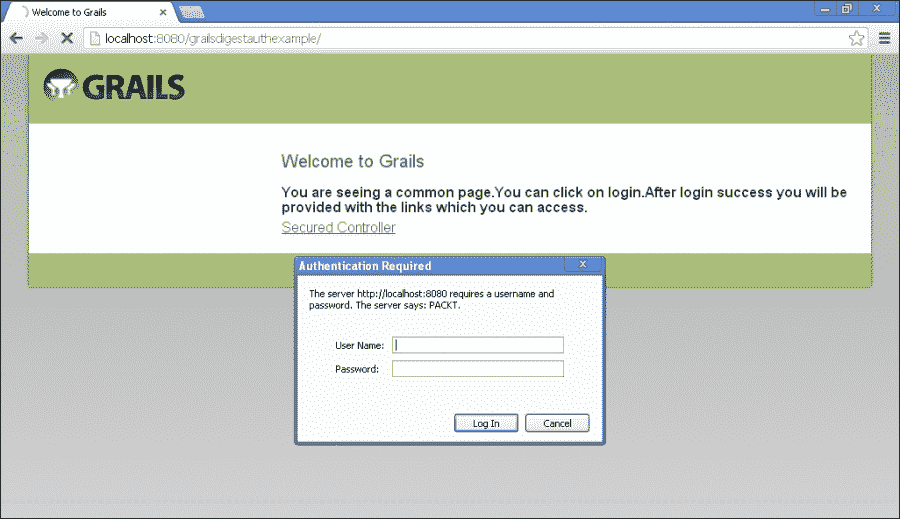 Welcome to Grails
localhost:8080/grailsdigestauthexample/
GRAILS
Welcome to Grails
You are seeing a common page.You can click on login.After login success you will be
provided with the links which you can access.
Secured Controller
Authentication Required
The server http://localhost:8080 requires a username and
password. The server says: PACKT.
User Name:
Password:
Log In
Cancel